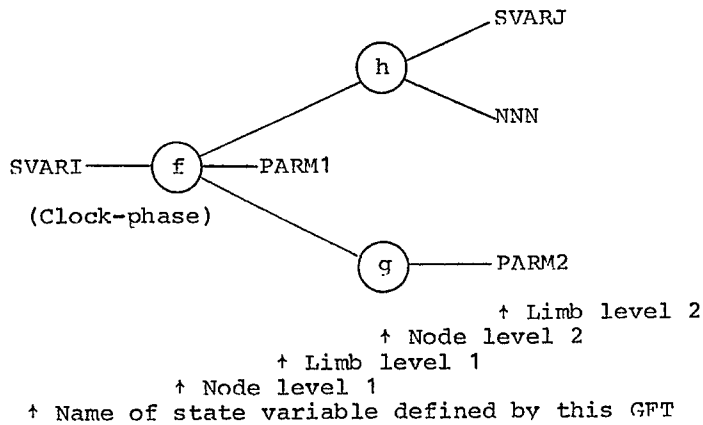 SVARJ
h
NNN
SVARI
f
PARM1
(Clock-phase)
g
PARM2
↑ Limb level 2
↑ Node level 2
↑ Limb level 1
↑ Node level 1
↑ Name of state variable defined by this GFT